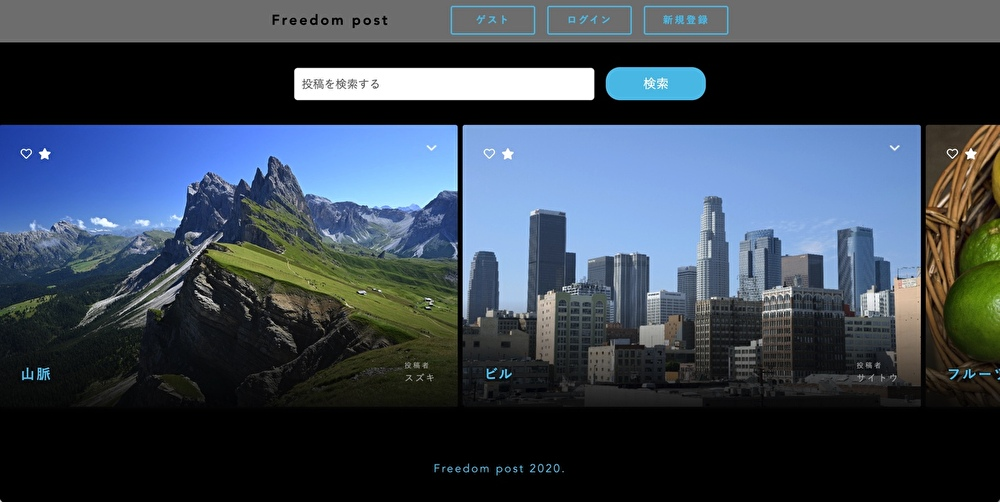 Freedom post
ゲスト
ログイン
新規登録
投稿を検索する
検索
山脈
投稿者
スズキ
ビル
投稿者
サイトウ
フルーツ
Freedom post 2020.